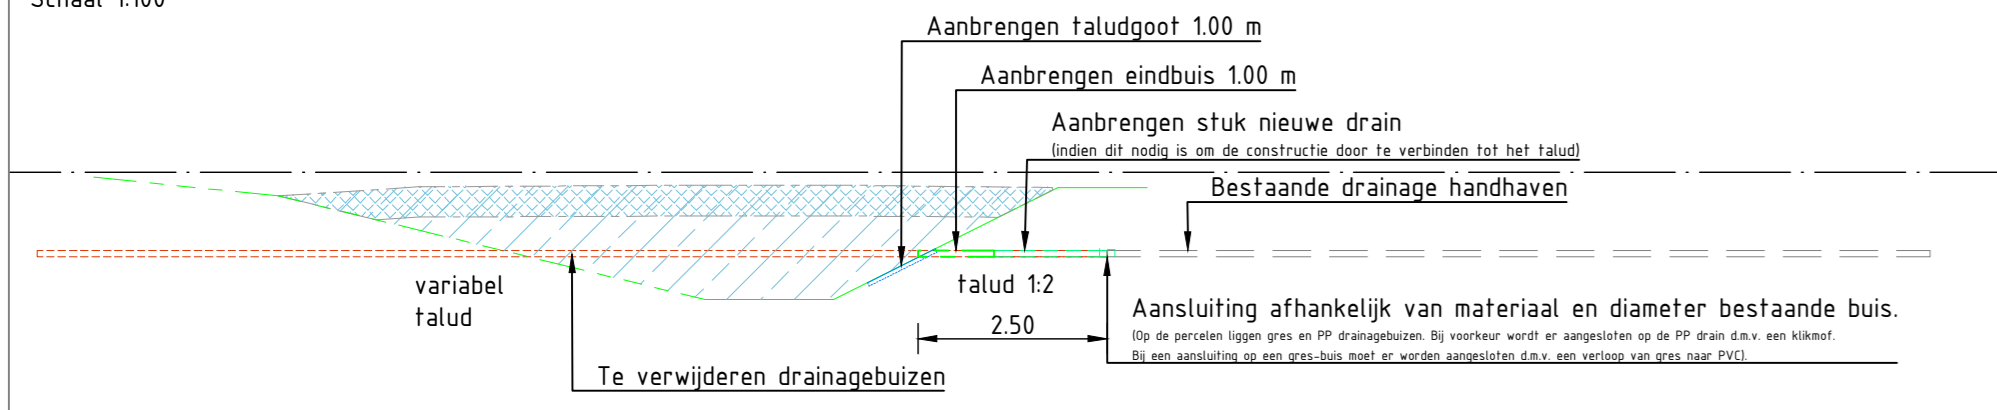 Schaal 1:100
Aanbrengen taludgoot 1.00 m
Aanbrengen eindbuis 1.00 m
Aanbrengen stuk nieuwe drain
(indien dit nodig is om de constructie door te verbinden tot het talud)
Bestaande drainage handhaven
variabel
talud
talud 1:2
2.50
Aansluiting afhankelijk van materiaal en diameter bestaande buis.
(Op de percelen liggen gres en PP drainagebuizen. Bij voorkeur wordt er aangesloten op de PP drain d.m.v. een klikmof.
Bij een aansluiting op een gres-buis moet er worden aangesloten d.m.v. een verloop van gres naar PVC).
Te verwijderen drainagebuizen